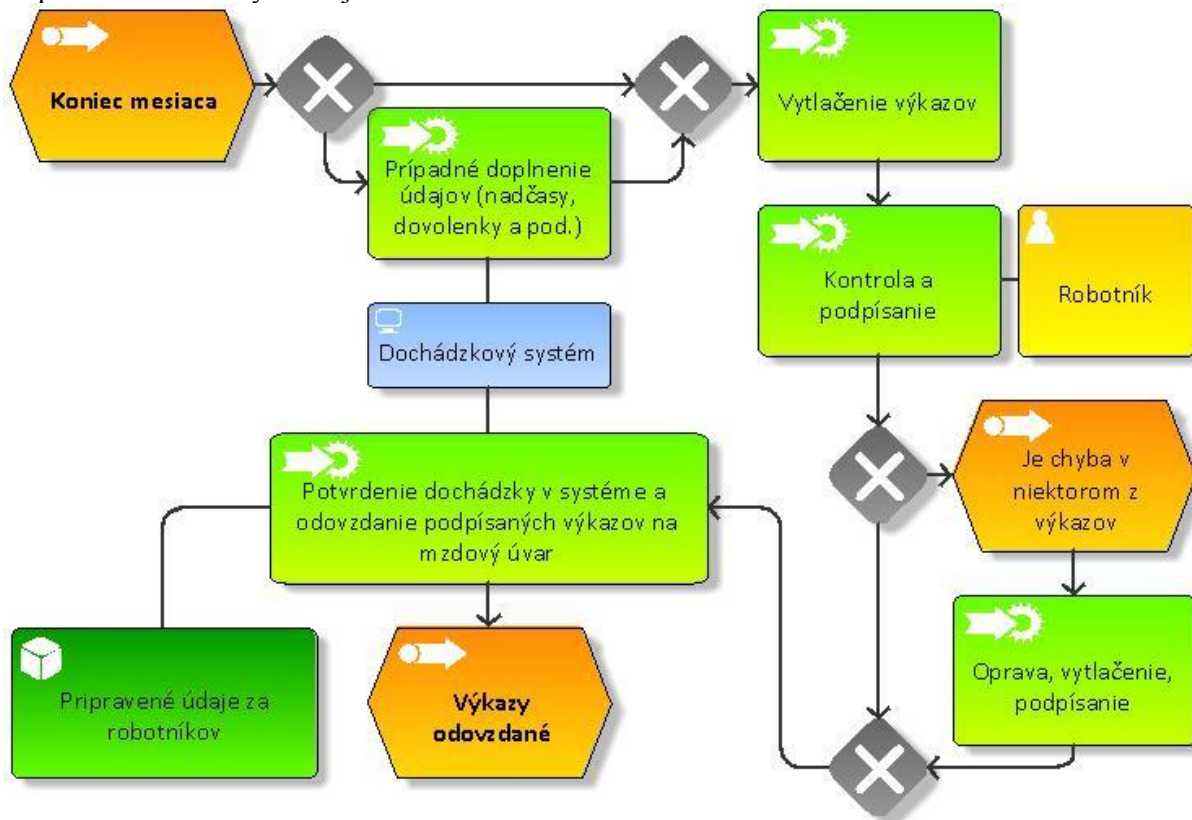 Koniec mesiaca
Prípadné doplnenie
údajov (nadčasy,
dovolenky a pod.)
Vytlačenie výkazov
Kontrola a
podpísanie
Robotník
Dochádzkový systém
Je chyba v
niektorom z
výkazov
Potvrdenie dochádzky v systéme a
odovzdanie podpísaných výkazov na
mzdový úvar
Oprava, vytlačenie,
podpísanie
Pripravené údaje za
robotníkov
Výkazy
odovzdané